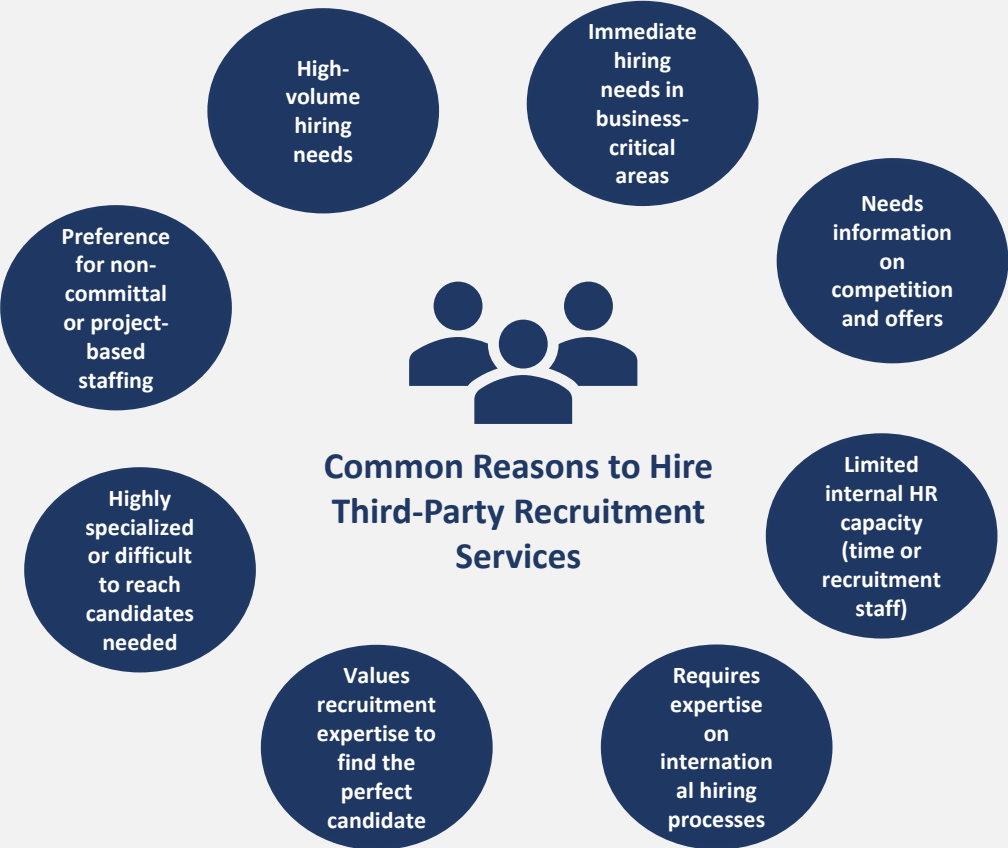 High-
volume
hiring
needs
Immediate
hiring
needs in
business-
critical
areas
Needs
information
on
competition
and offers
Preference
for non-
committal
or project-
based
staffing
Common Reasons to Hire
Third-Party Recruitment
Services
Limited
internal HR
capacity
(time or
recruitment
staff)
Highly
specialized
or difficult
to reach
candidates
needed
Values
recruitment
expertise to
find the
perfect
candidate
Requires
expertise
on
internation
al hiring
processes